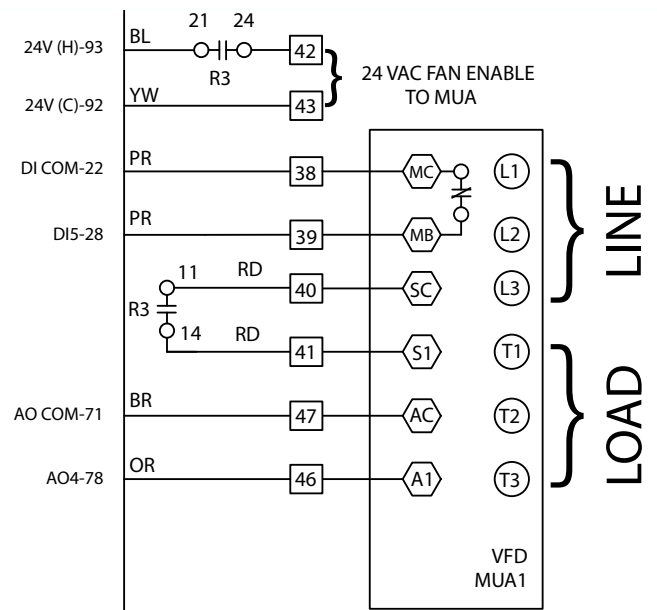 21 24
24V (H)-93 BL 42
R3
24 VAC FAN ENABLE
TO MUA
24V (C)-92 YW 43
DI COM-22 PR 38 MC L1
DI5-28 PR 39 MB L2
LINE
11 RD 40 SC L3
R3
14 RD 41 S1 T1
AO COM-71 BR 47 AC T2
LOAD
AO4-78 OR 46 A1 T3
VFD
MUA1